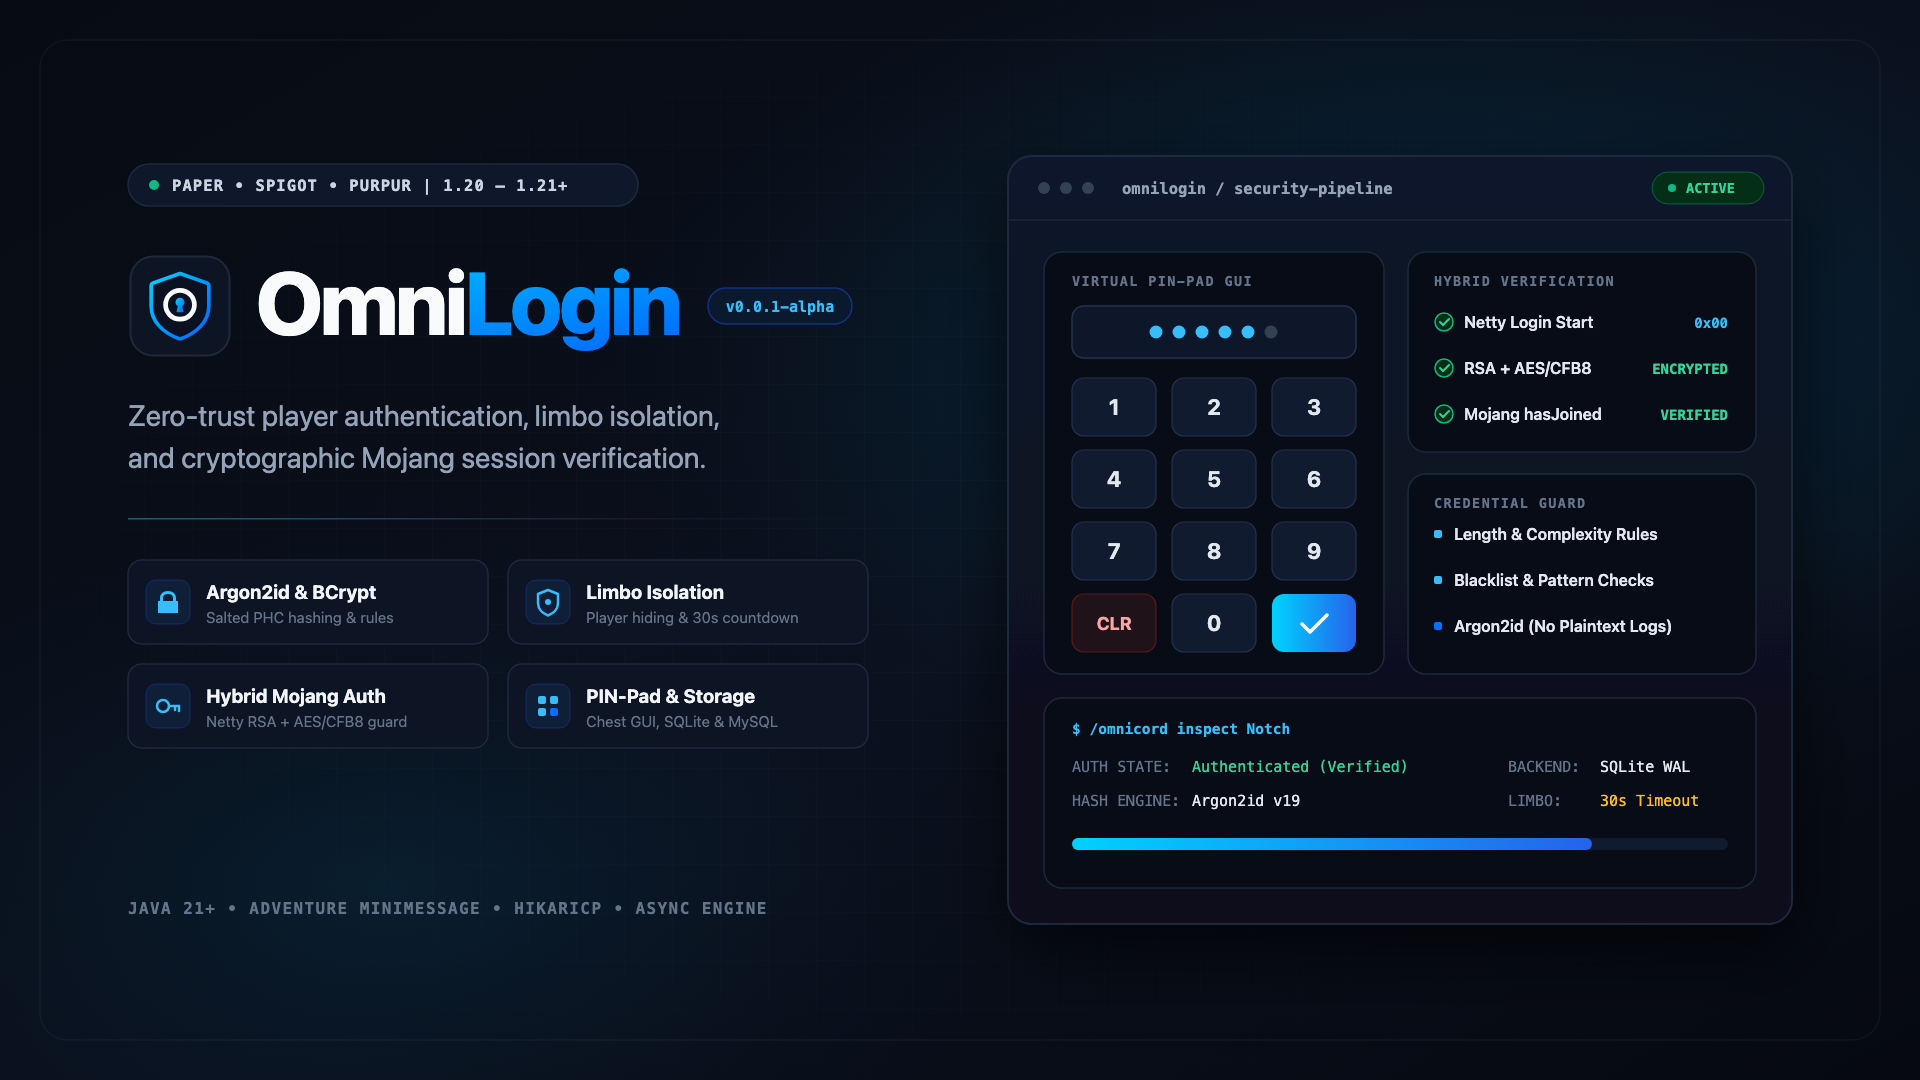 PAPER • SPIGOT • PURPUR | 1.20 – 1.21+
OmniLogin
v0.0.1-alpha
Zero-trust player authentication, limbo isolation,
and cryptographic Mojang session verification.
Argon2id & BCrypt
Salted PHC hashing & rules
Limbo Isolation
Player hiding & 30s countdown
Hybrid Mojang Auth
Netty RSA + AES/CFB8 guard
PIN-Pad & Storage
Chest GUI, SQLite & MySQL
JAVA 21+ • ADVENTURE MINIMESSAGE • HIKARICP • ASYNC ENGINE
omnilogin / security-pipeline
ACTIVE
VIRTUAL PIN-PAD GUI
1 2 3
4 5 6
7 8 9
CLR 0
HYBRID VERIFICATION
Netty Login Start 0x00
RSA + AES/CFB8 ENCRYPTED
Mojang hasJoined VERIFIED
CREDENTIAL GUARD
Length & Complexity Rules
Blacklist & Pattern Checks
Argon2id (No Plaintext Logs)
$ /omnicord inspect Notch
AUTH STATE: Authenticated (Verified) BACKEND: SQLite WAL
HASH ENGINE: Argon2id v19 LIMBO: 30s Timeout